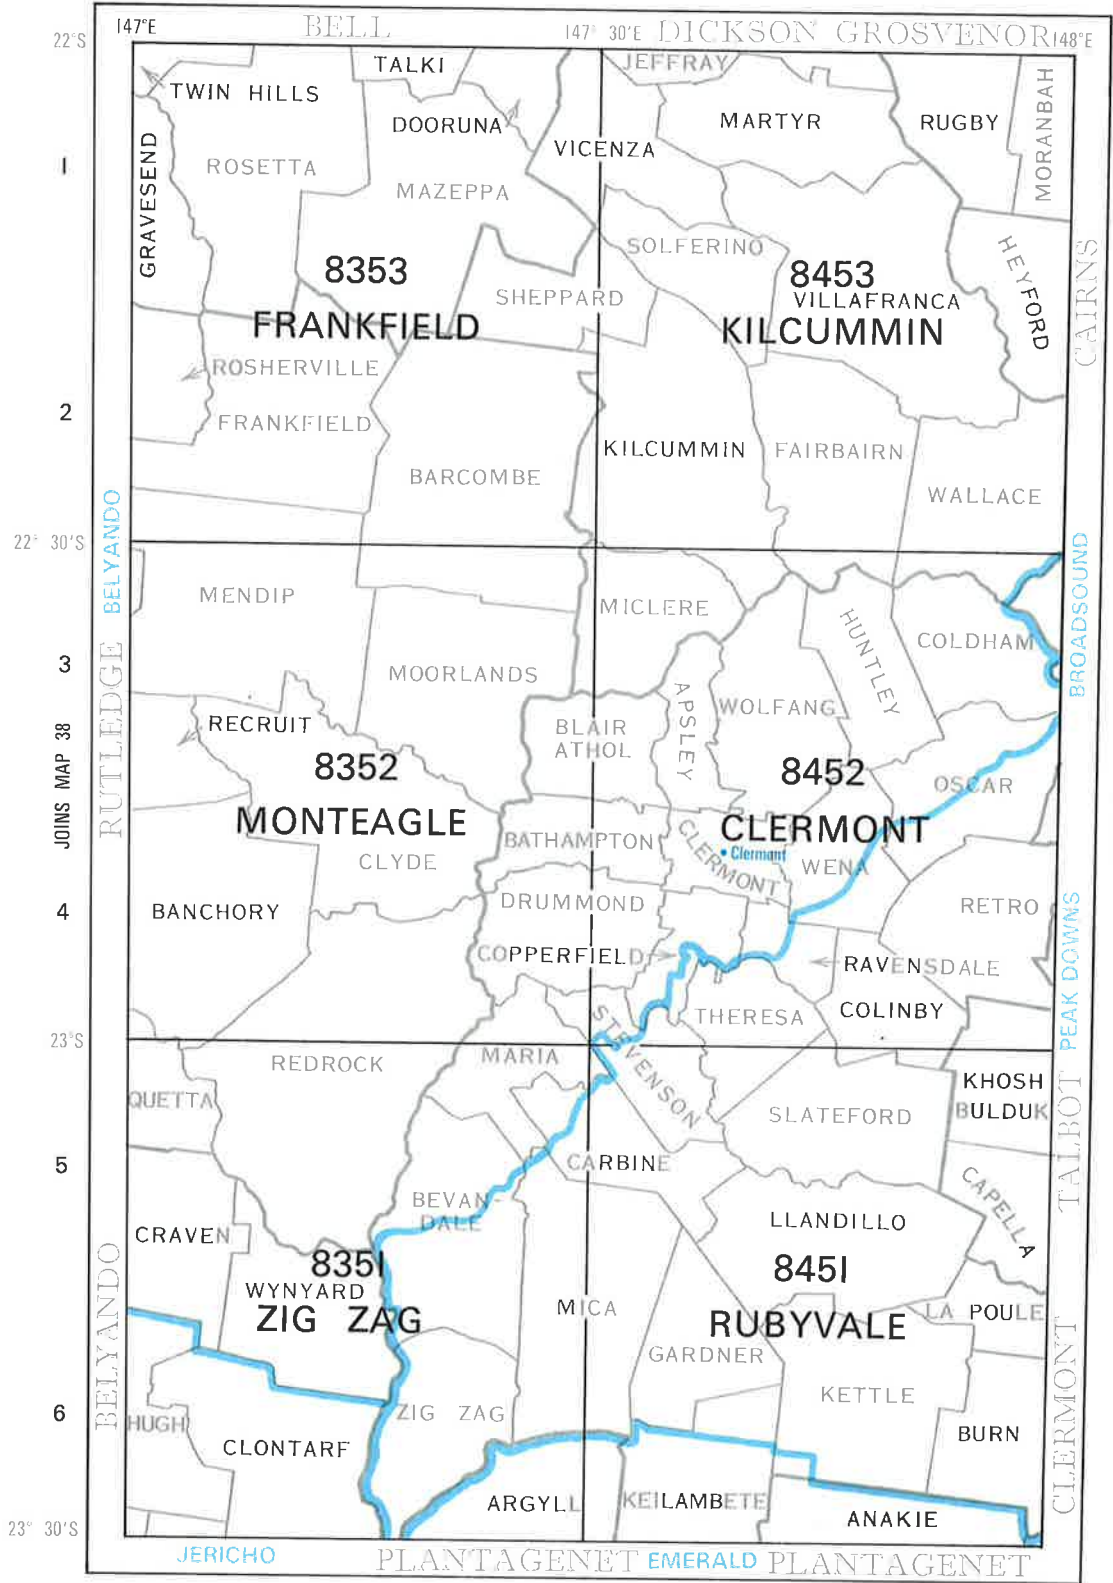 147°E BELL 147° 30'E DICKSON GROSVENOR 148°E
22°S
TALKI JEFFRAY
TWIN HILLS
MORANBAH
DOORUNA MARTYR RUGBY
VICENZA
GRAVESEND
1
ROSETTA
MAZEPPA
SOLFERINO
HEYFORD
CAIRNS
8353 8453
SHEPPARD VILLAFRANCA
FRANKFIELD KILCUMMIN
ROSHERVILLE
2
FRANKFIELD
KILCUMMIN FAIRBAIRN
BARCOMBE
WALLACE
BELYANDO
22° 30'S
BROADSOUND
MENDIP MICLERE
HUNTLEY
COLDHAM
3
RUTLEDGE
MOORLANDS
APSLEY
WOLFANG
RECRUIT
BLAIR
ATHOL
JOINS MAP 38
8352 8452
OSCAR
MONTEAGLE CLERMONT
BATHAMPTON
CLERMONT
Clermont
CLYDE WENA
DRUMMOND
4
BANCHORY RETRO
PEAK DOWNS
COPPERFIELD RAVENSDALE
THERESA COLINBY
STEVENSON
23°S
REDROCK MARIA
KHOSH
BULDUK
QUETTA
SLATEFORD
TALBOT
5
CARBINE
CAPELLA
BEVAN-
DALE
CRAVEN LLANDILLO
8351 8451
WYNYARD
MICA
LA POULE
ZIG ZAG RUBYVALE
BELYANDO
GARDNER
KETTLE
6
HUGH
ZIG ZAG
BURN
CLERMONT
CLONTARF
ARGYLL KEILAMBETE
ANAKIE
23° 30'S
JERICHO PLANTAGENET EMERALD PLANTAGENET